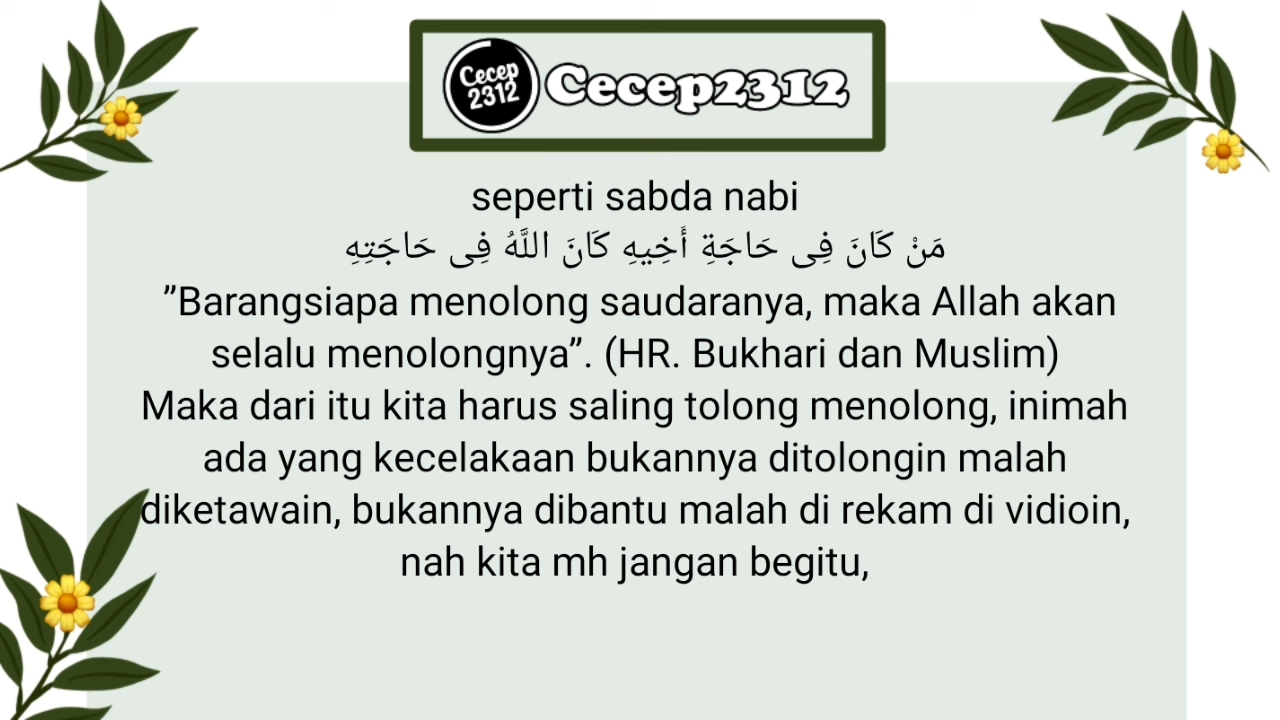 Cecep
2312
Cecep2312
seperti sabda nabi
مَنْ كَانَ فِى حَاجَةِ أَخِيهِ كَانَ اللَّهُ فِى حَاجَتِهِ
”Barangsiapa menolong saudaranya, maka Allah akan
selalu menolongnya”. (HR. Bukhari dan Muslim)
Maka dari itu kita harus saling tolong menolong, inimah
ada yang kecelakaan bukannya ditolongin malah
diketawain, bukannya dibantu malah di rekam di vidioin,
nah kita mh jangan begitu,